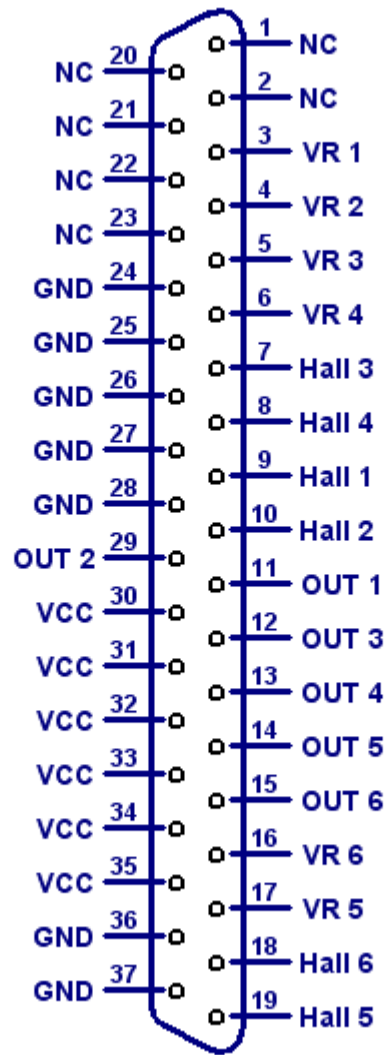 1 NC
20 NC
2 NC
21 NC
3 VR 1
22 NC
4 VR 2
23 NC
5 VR 3
24 GND
6 VR 4
25 GND
7 Hall 3
26 GND
8 Hall 4
27 GND
9 Hall 1
28 GND
10 Hall 2
29 OUT 2
11 OUT 1
30 VCC
12 OUT 3
31 VCC
13 OUT 4
32 VCC
14 OUT 5
33 VCC
15 OUT 6
34 VCC
16 VR 6
35 VCC
17 VR 5
36 GND
18 Hall 6
37 GND
19 Hall 5